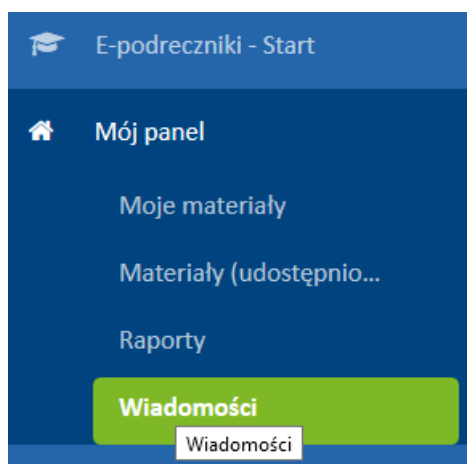 E-podreczniki - Start
Mój panel
Moje materiały
Materiały (udostępnio...
Raporty
Wiadomości
Wiadomości